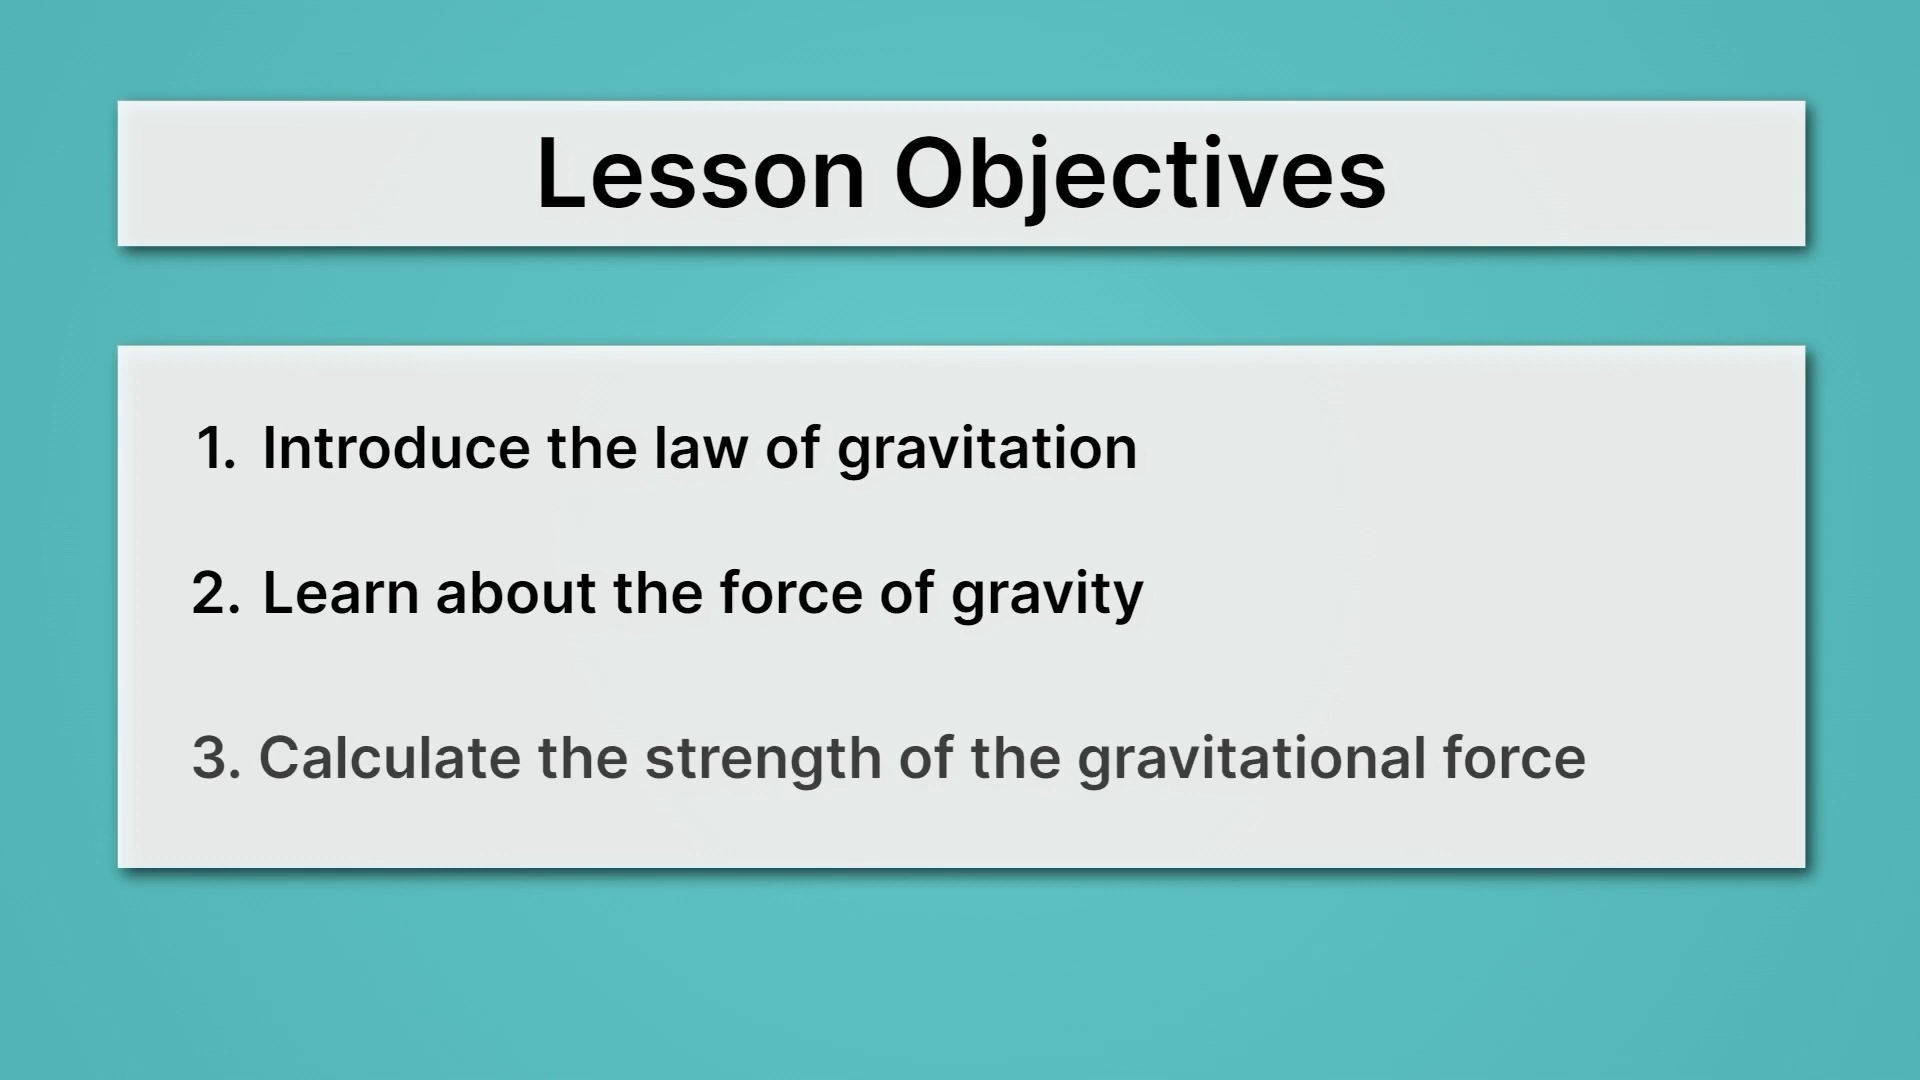 Lesson Objectives
1. Introduce the law of gravitation
2. Learn about the force of gravity
3. Calculate the strength of the gravitational force